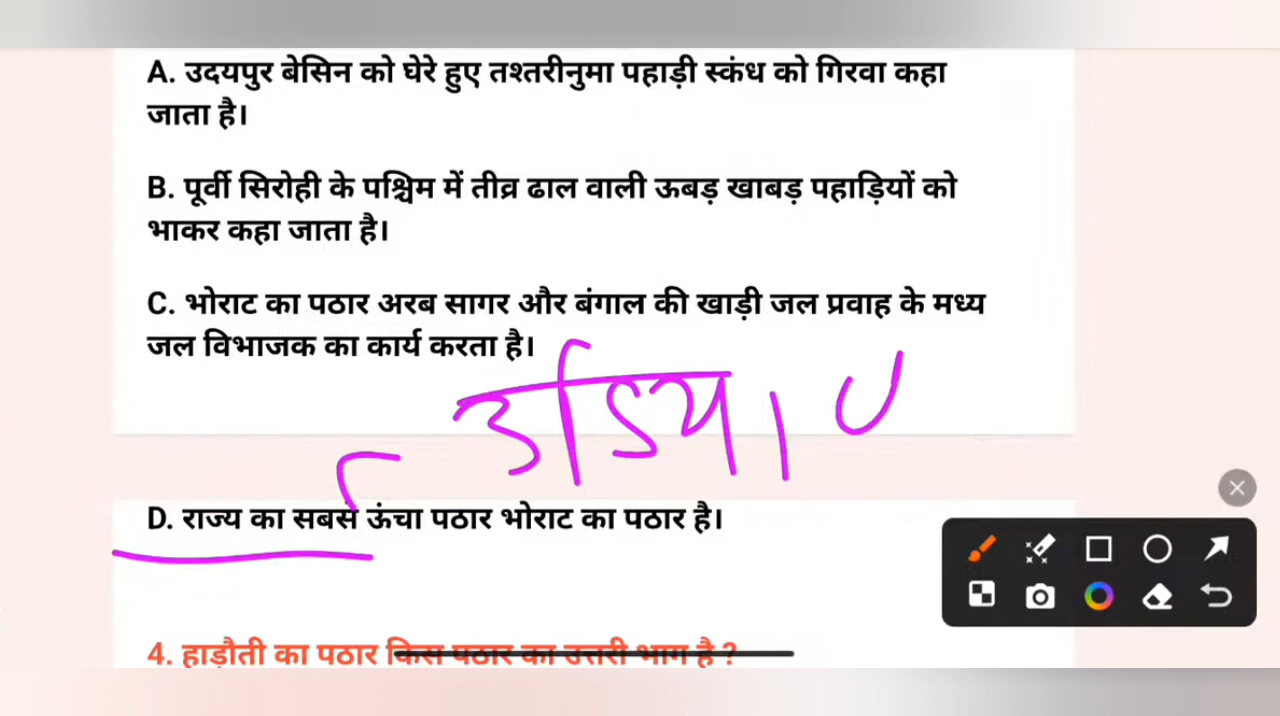 A. उदयपुर बेसिन को घेरे हुए तश्तरीनुमा पहाड़ी स्कंध को गिरवा कहा
जाता है।
B. पूर्वी सिरोही के पश्चिम में तीव्र ढाल वाली ऊबड़ खाबड़ पहाड़ियों को
भाकर कहा जाता है।
C. भोराट का पठार अरब सागर और बंगाल की खाड़ी जल प्रवाह के मध्य
जल विभाजक का कार्य करता है।
उड़िया
D. राज्य का सबसे ऊंचा पठार भोराट का पठार है।
4. हाड़ौती का पठार किस पठार का उत्तरी भाग है ?